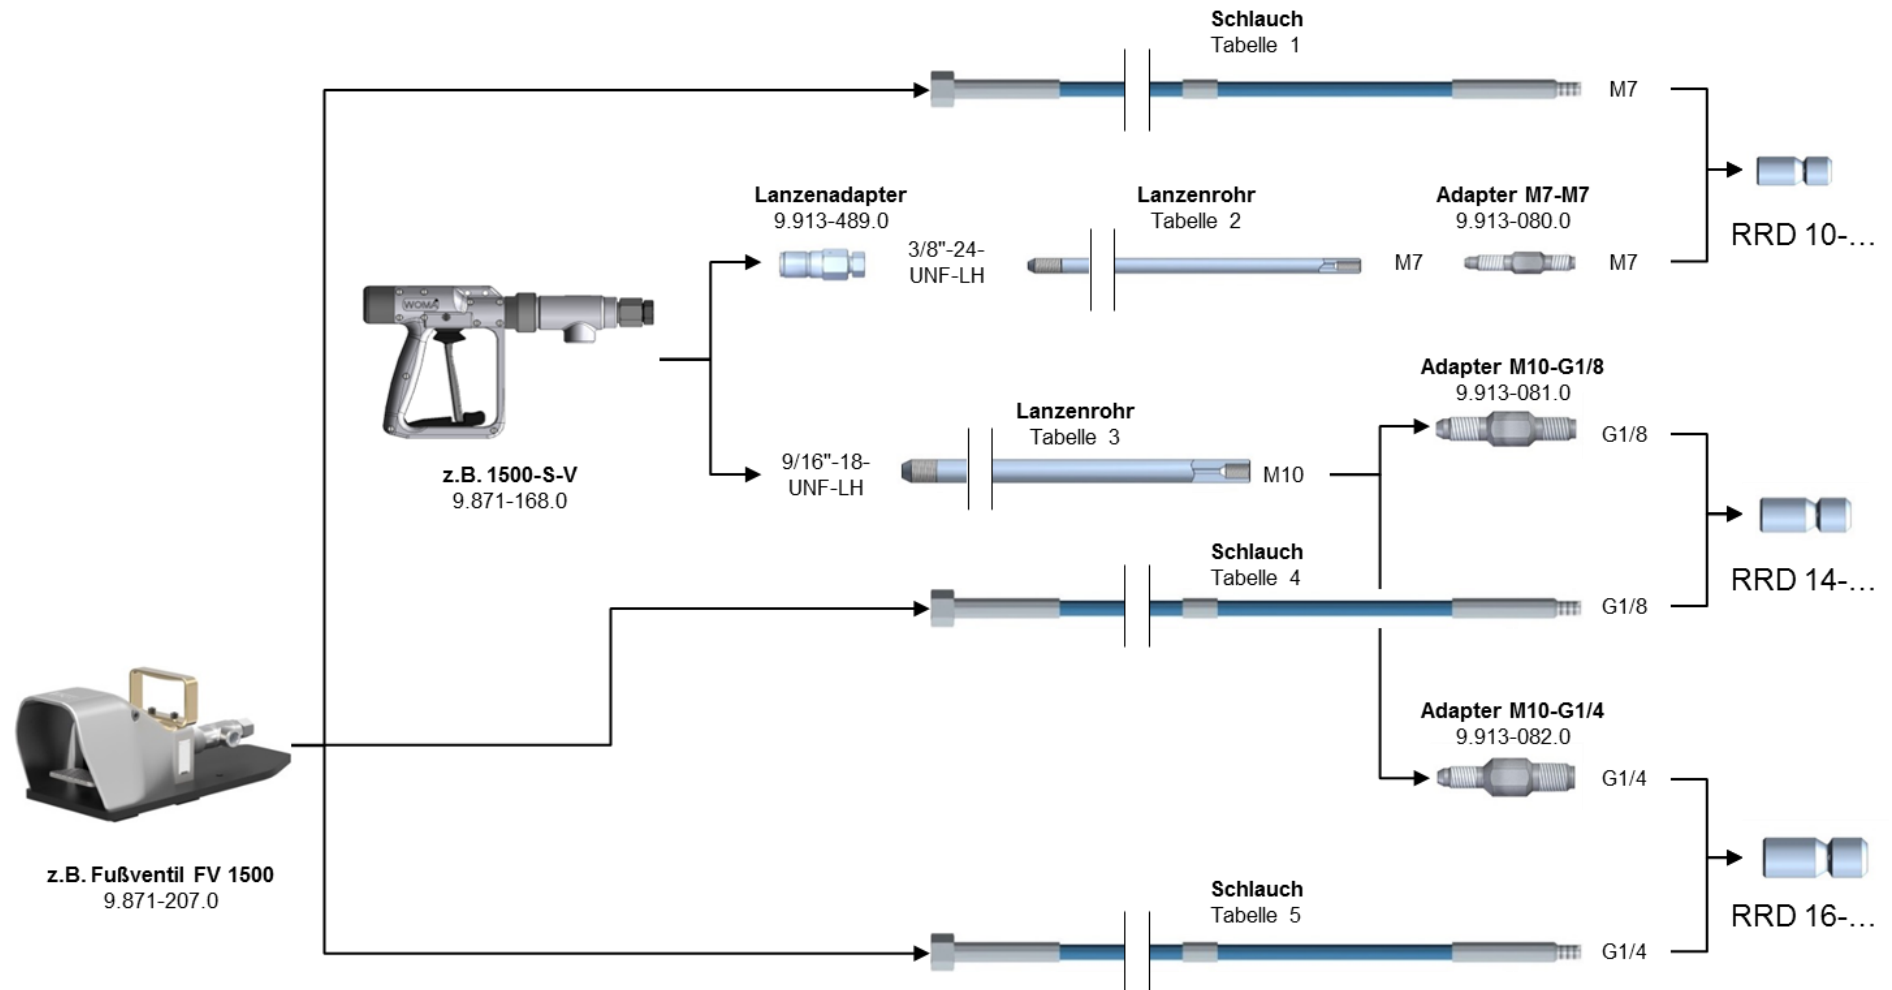 Schlauch
Tabelle 1
M7
Lanzenadapter
9.913-489.0
3/8"-24-
UNF-LH
Lanzenrohr
Tabelle 2
M7
Adapter M7-M7
9.913-080.0
M7
RRD 10-...
WOMA
z.B. 1500-S-V
9.871-168.0
9/16"-18-
UNF-LH
Lanzenrohr
Tabelle 3
M10
Adapter M10-G1/8
9.913-081.0
G1/8
Schlauch
Tabelle 4
G1/8
RRD 14-...
z.B. Fußventil FV 1500
9.871-207.0
Adapter M10-G1/4
9.913-082.0
G1/4
Schlauch
Tabelle 5
G1/4
RRD 16-...